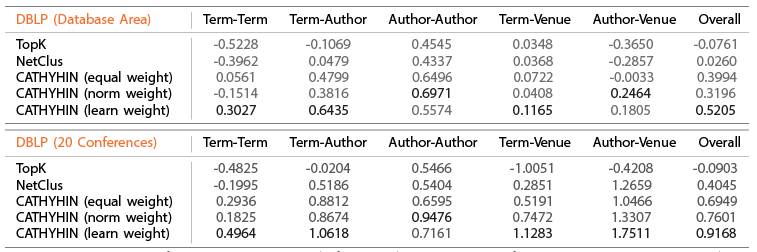 DBLP (Database Area) Term-Term Term-Author Author-Author Term-Venue Author-Venue Overall
TopK -0.5228 -0.1069 0.4545 0.0348 -0.3650 -0.0761
NetClus -0.3962 0.0479 0.4337 0.0368 -0.2857 0.0260
CATHYHIN (equal weight) 0.0561 0.4799 0.6496 0.0722 -0.0033 0.3994
CATHYHIN (norm weight) -0.1514 0.3816 0.6971 0.0408 0.2464 0.3196
CATHYHIN (learn weight) 0.3027 0.6435 0.5574 0.1165 0.1805 0.5205
DBLP (20 Conferences) Term-Term Term-Author Author-Author Term-Venue Author-Venue Overall
TopK -0.4825 -0.0204 0.5466 -1.0051 -0.4208 -0.0903
NetClus -0.1995 0.5186 0.5404 0.2851 1.2659 0.4045
CATHYHIN (equal weight) 0.2936 0.8812 0.6595 0.5191 1.0466 0.6949
CATHYHIN (norm weight) 0.1825 0.8674 0.9476 0.7472 1.3307 0.7601
CATHYHIN (learn weight) 0.4964 1.0618 0.7161 1.1283 1.7511 0.9168